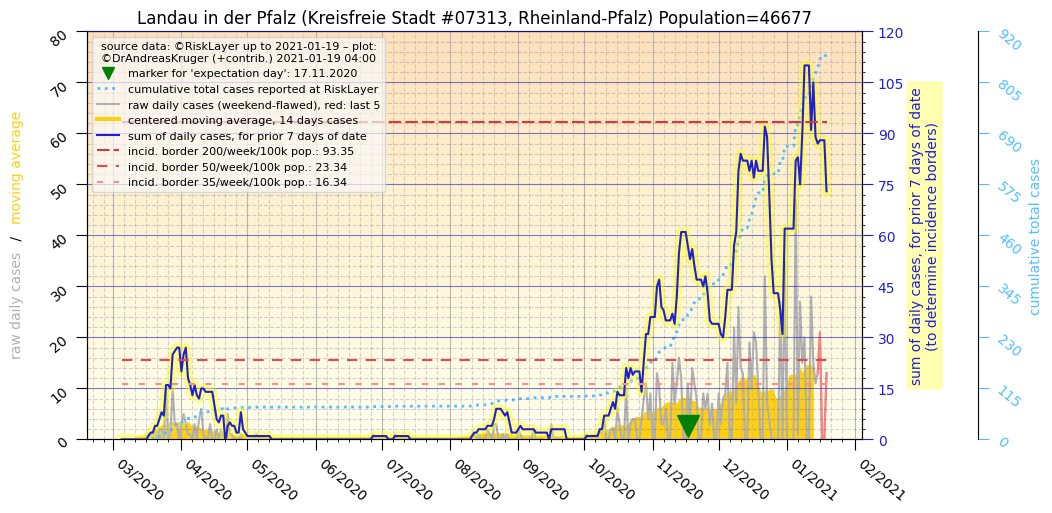 Landau in der Pfalz (Kreisfreie Stadt #07313, Rheinland-Pfalz) Population=46677
source data: ©RiskLayer up to 2021-01-19 – plot:
©DrAndreasKruger (+contrib.) 2021-01-19 04:00
marker for 'expectation day': 17.11.2020
cumulative total cases reported at RiskLayer
raw daily cases (weekend-flawed), red: last 5
centered moving average, 14 days cases
sum of daily cases, for prior 7 days of date
incid. border 200/week/100k pop.: 93.35
incid. border 50/week/100k pop.: 23.34
incid. border 35/week/100k pop.: 16.34
raw daily cases / moving average
80
70
60
50
40
30
20
10
0
03/2020
04/2020
05/2020
06/2020
07/2020
08/2020
09/2020
10/2020
11/2020
12/2020
01/2021
02/2021
120
105
90
75
60
45
30
15
0
sum of daily cases, for prior 7 days of date
(to determine incidence borders)
920
805
690
575
460
345
230
115
0
cumulative total cases